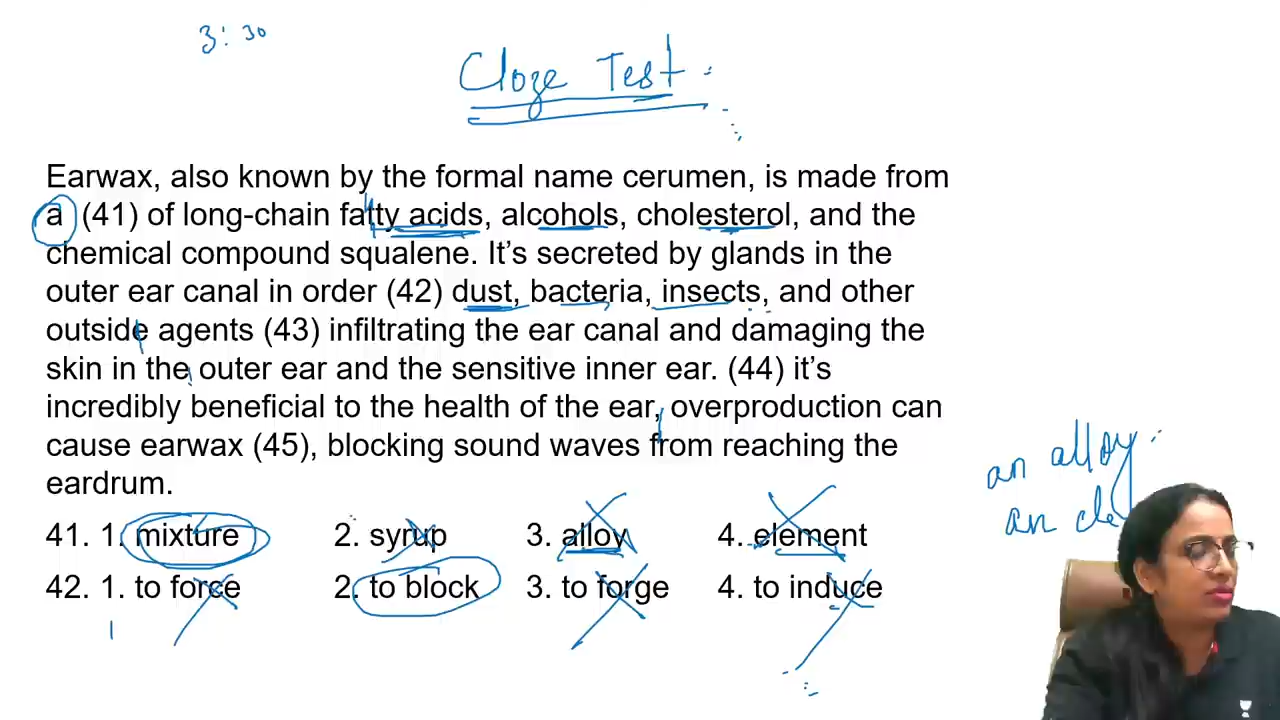 3:30
Cloze Test
Earwax, also known by the formal name cerumen, is made from
a (41) of long-chain fatty acids, alcohols, cholesterol, and the
chemical compound squalene. It’s secreted by glands in the
outer ear canal in order (42) dust, bacteria, insects, and other
outside agents (43) infiltrating the ear canal and damaging the
skin in the outer ear and the sensitive inner ear. (44) it’s
incredibly beneficial to the health of the ear, overproduction can
cause earwax (45), blocking sound waves from reaching the
eardrum.
an alloy
an ele
41. 1. mixture 2. syrup 3. alloy 4. element
42. 1. to force 2. to block 3. to forge 4. to induce